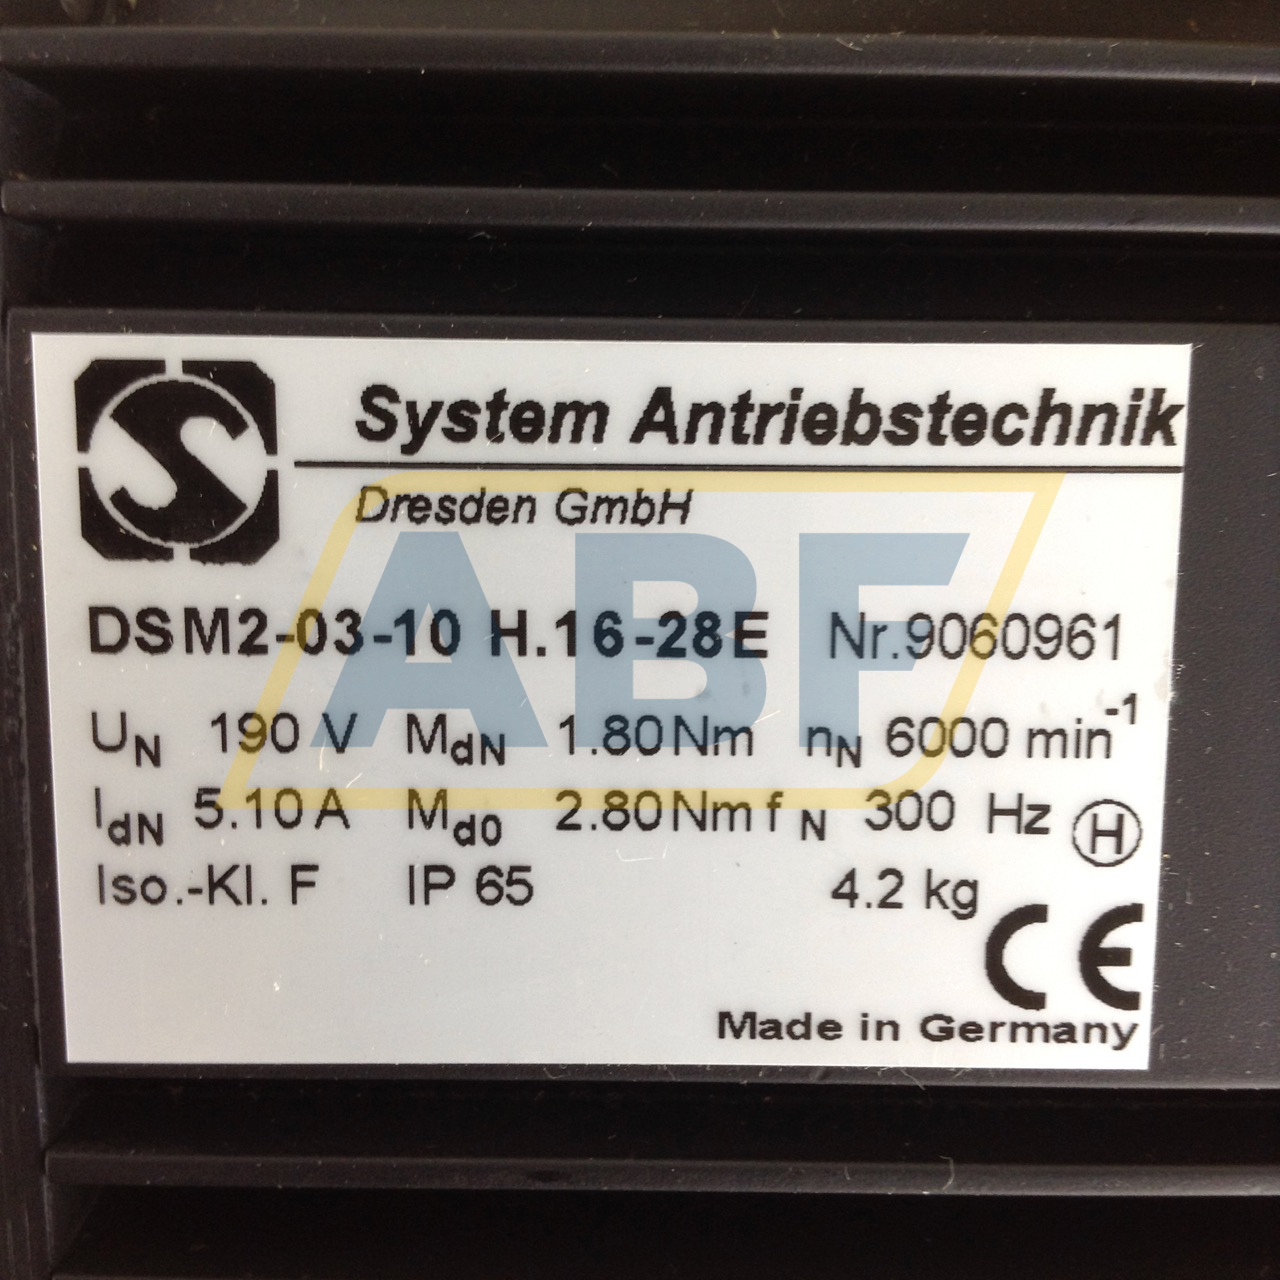 S
System Antriebstechnik
Dresden GmbH
ABF
DSM2-03-10 H.16-28E Nr.9060961
UN 190 V MdN 1.80Nm nN 6000 min-1
IdN 5.10A Md0 2.80Nm fN 300 Hz H
Iso.-Kl. F IP 65 4.2 kg
CE
Made in Germany